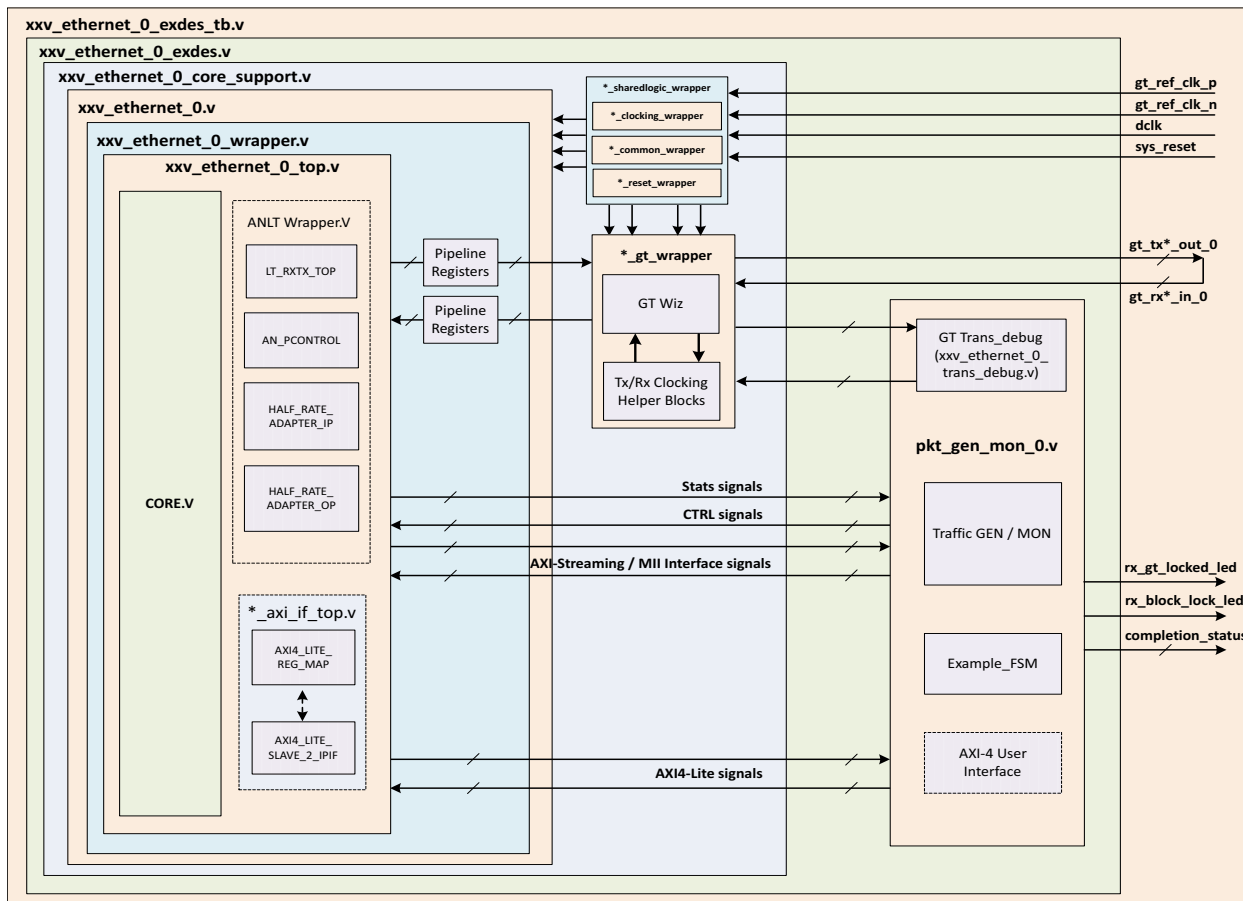 xxv_ethernet_0_exdes_tb.v
xxv_ethernet_0_exdes.v
xxv_ethernet_0_core_support.v
xxv_ethernet_0.v
xxv_ethernet_0_wrapper.v
xxv_ethernet_0_top.v
CORE.V
ANLT Wrapper.V
LT_RXTX_TOP
AN_PCONTROL
HALF_RATE_
ADAPTER_IP
HALF_RATE_
ADAPTER_OP
*_axi_if_top.v
AXI4_LITE_
REG_MAP
AXI4_LITE_
SLAVE_2_IPIF
Pipeline
Registers
Pipeline
Registers
*_sharedlogic_wrapper
*_clocking_wrapper
*_common_wrapper
*_reset_wrapper
*_gt_wrapper
GT Wiz
Tx/Rx Clocking
Helper Blocks
Stats signals
CTRL signals
AXI-Streaming / MII Interface signals
AXI4-Lite signals
gt_ref_clk_p
gt_ref_clk_n
dclk
sys_reset
gt_tx*_out_0
gt_rx*_in_0
GT Trans_debug
(xxv_ethernet_0_
trans_debug.v)
pkt_gen_mon_0.v
Traffic GEN / MON
Example_FSM
AXI-4 User
Interface
rx_gt_locked_led
rx_block_lock_led
completion_status